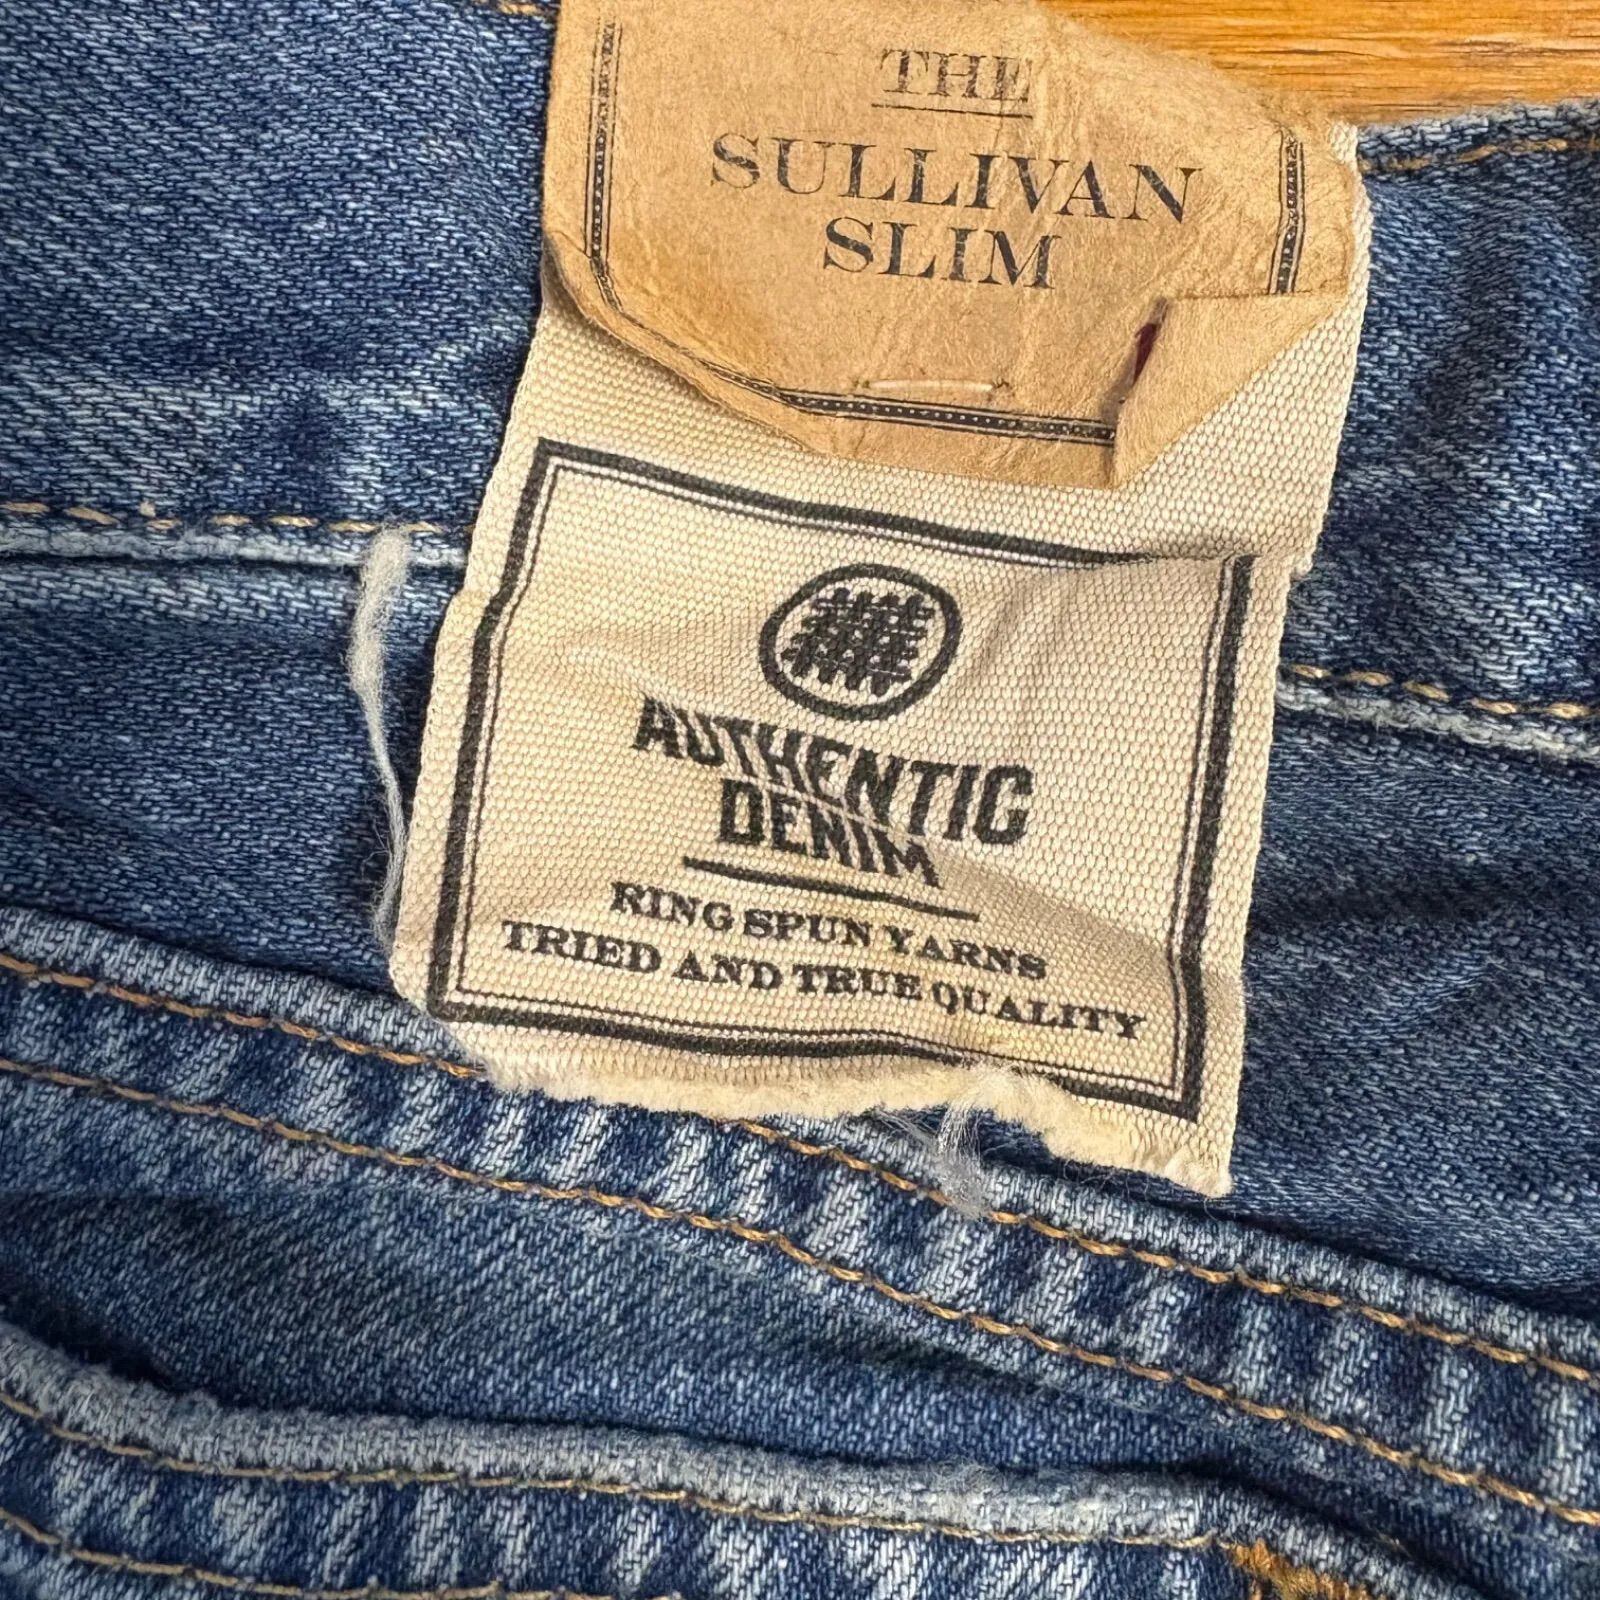 THE
SULLIVAN
SLIM
AUTHENTIC
DENIM
RING SPUN YARNS
TRIED AND TRUE QUALITY